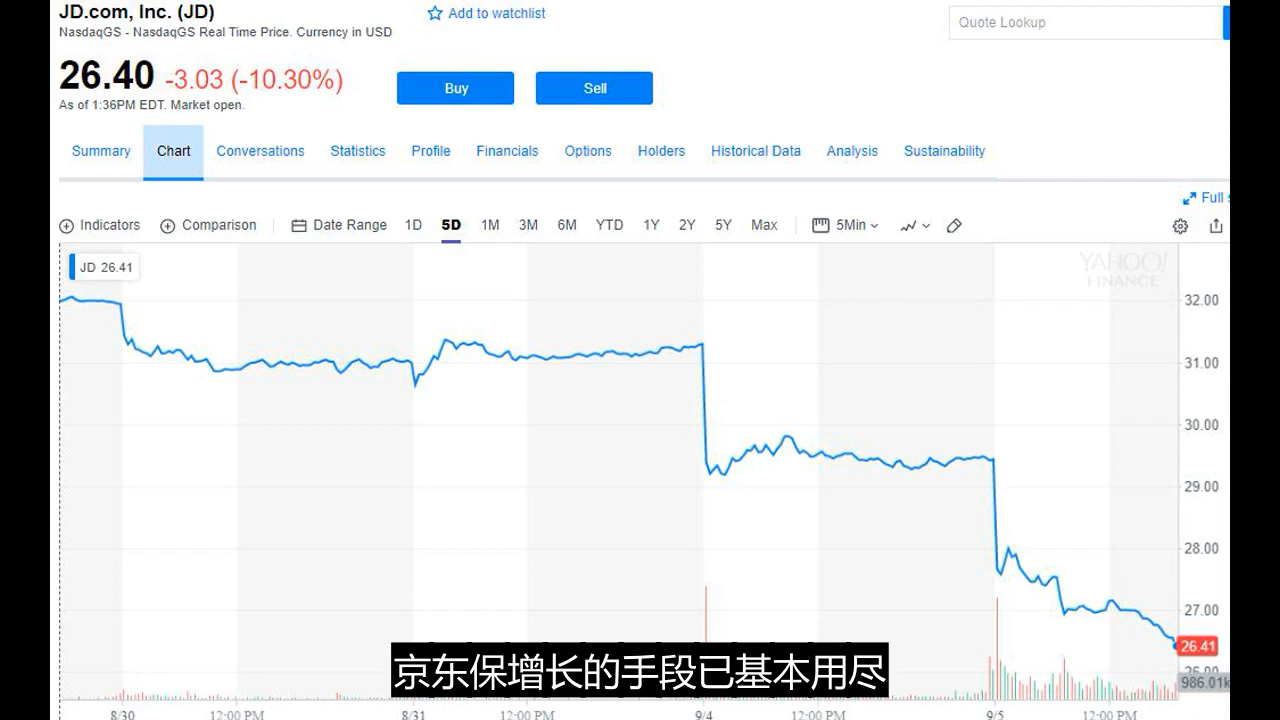 JD.com, Inc. (JD)
Add to watchlist
NasdaqGS - NasdaqGS Real Time Price. Currency in USD
Quote Lookup
26.40 -3.03 (-10.30%)
As of 1:36PM EDT. Market open.
Buy
Sell
Summary Chart Conversations Statistics Profile Financials Options Holders Historical Data Analysis Sustainability
Full
Indicators Comparison Date Range 1D 5D 1M 3M 6M YTD 1Y 2Y 5Y Max 5Min
JD 26.41
YAHOO!
FINANCE
32.00
31.00
30.00
29.00
28.00
27.00
26.41
26.00
986.01k
京东保增长的手段已基本用尽
8/30 12:00 PM 8/31 12:00 PM 9/4 12:00 PM 9/5 12:00 PM